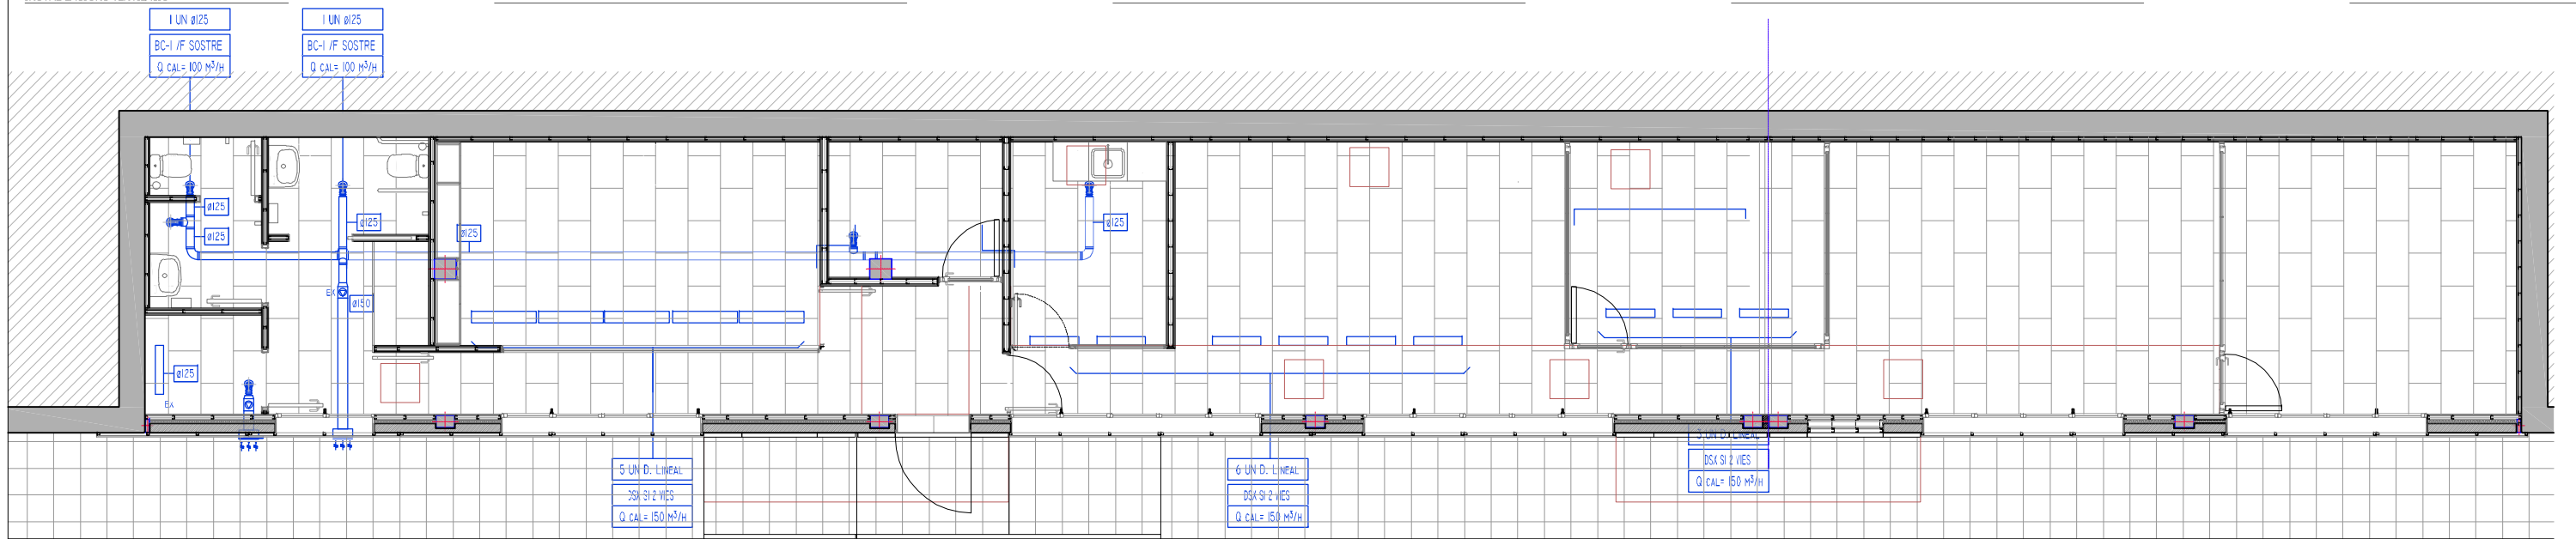 1 UN ø125
BC-1 /F SOSTRE
Q CAL= 100 M³/H
1 UN ø125
BC-1 /F SOSTRE
Q CAL= 100 M³/H
ø125
ø125
ø125
ø125
ø125
EX
ø150
ø125
EX
5 UN D. LINEAL
DSX SI 2 VIES
Q CAL= 150 M³/H
6 UN D. LINEAL
DSX SI 2 VIES
Q CAL= 150 M³/H
3 UN D. LINEAL
DSX SI 2 VIES
Q CAL= 150 M³/H